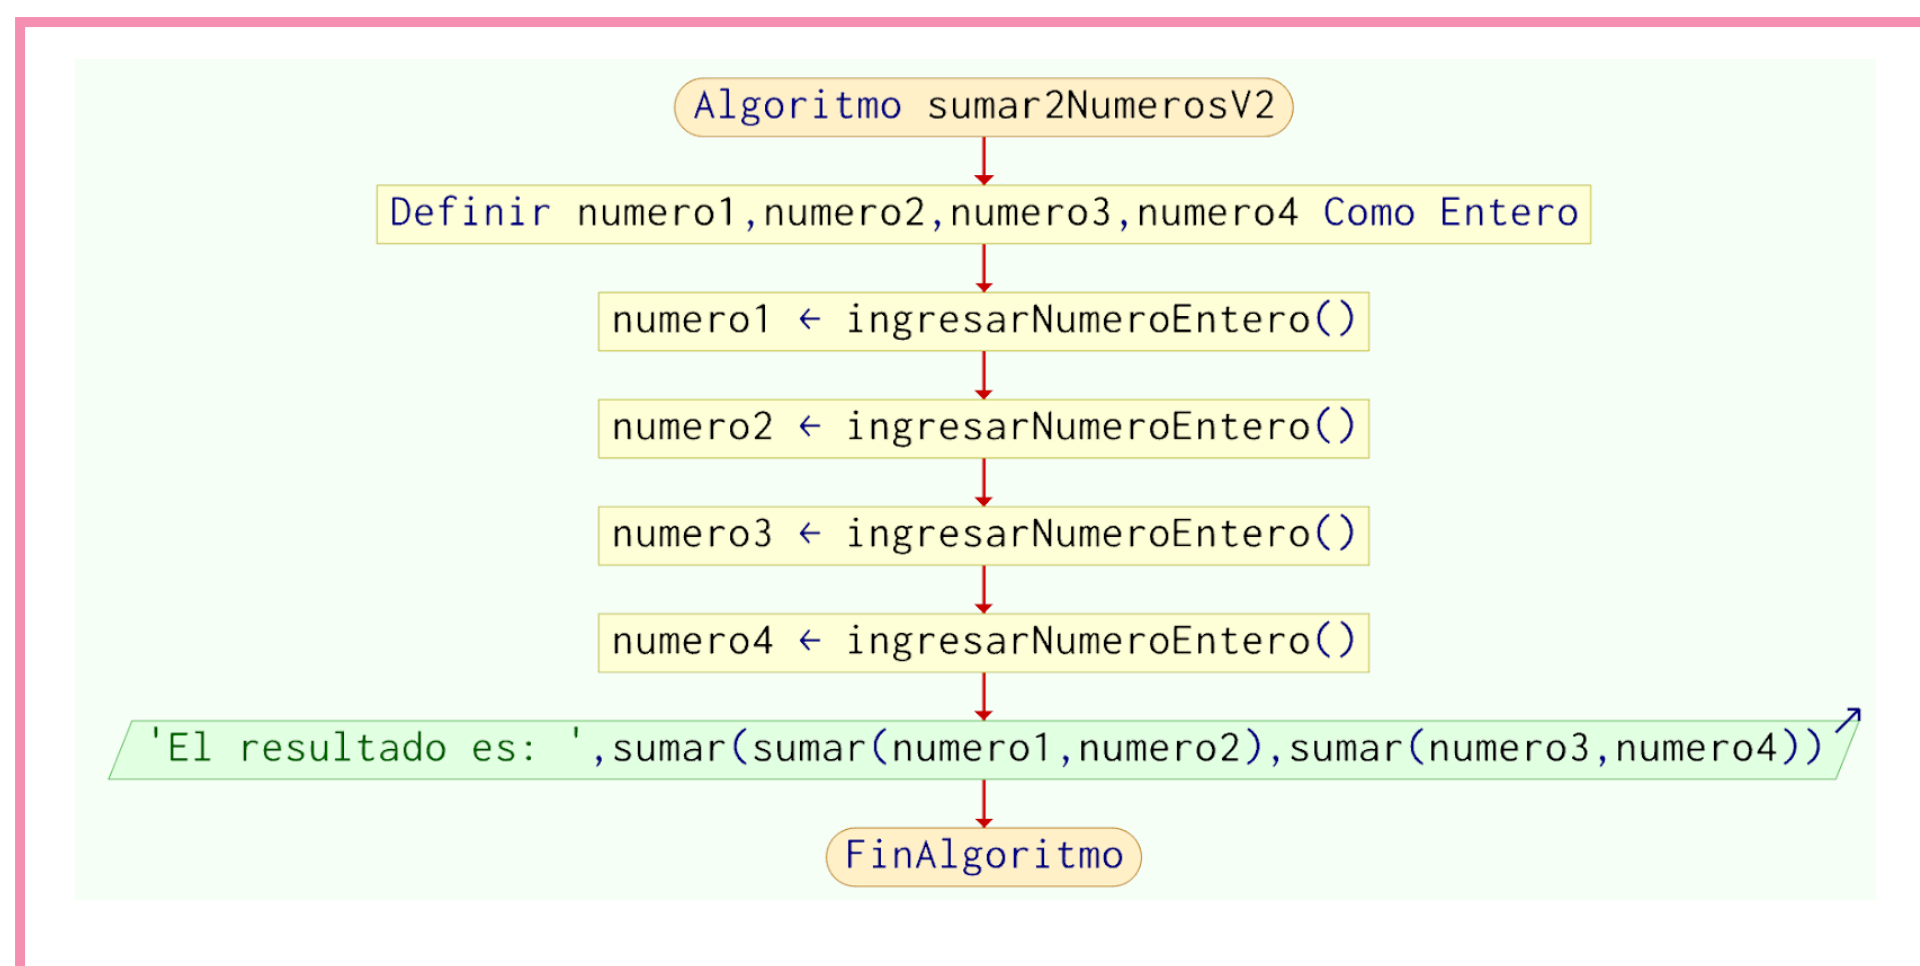 Algoritmo sumar2NumerosV2
Definir numero1,numero2,numero3,numero4 Como Entero
numero1 ← ingresarNumeroEntero()
numero2 ← ingresarNumeroEntero()
numero3 ← ingresarNumeroEntero()
numero4 ← ingresarNumeroEntero()
'El resultado es: ',sumar(sumar(numero1,numero2),sumar(numero3,numero4))
FinAlgoritmo